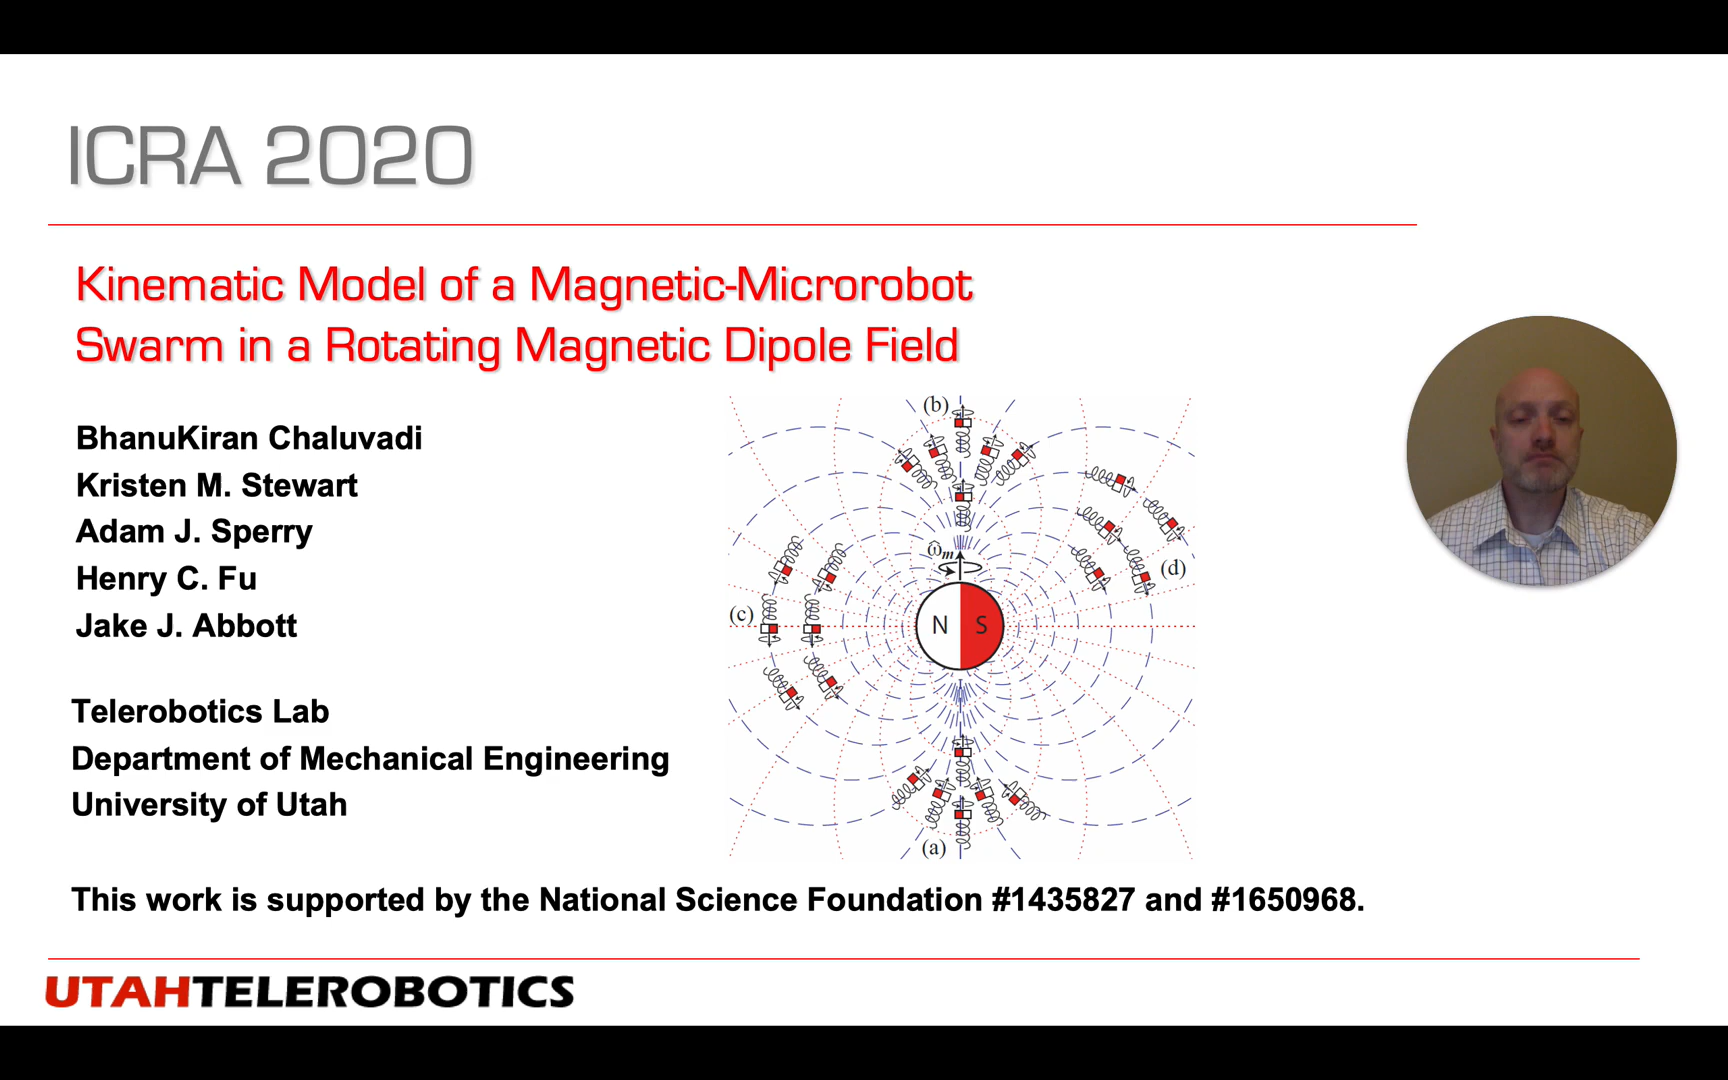 ICRA 2020
Kinematic Model of a Magnetic-Microrobot
Swarm in a Rotating Magnetic Dipole Field
BhanuKiran Chaluvadi
Kristen M. Stewart
Adam J. Sperry
Henry C. Fu
Jake J. Abbott
Telerobotics Lab
Department of Mechanical Engineering
University of Utah
(b)
ω̂m
(d)
(c)
N S
(a)
This work is supported by the National Science Foundation #1435827 and #1650968.
UTAHTELEROBOTICS